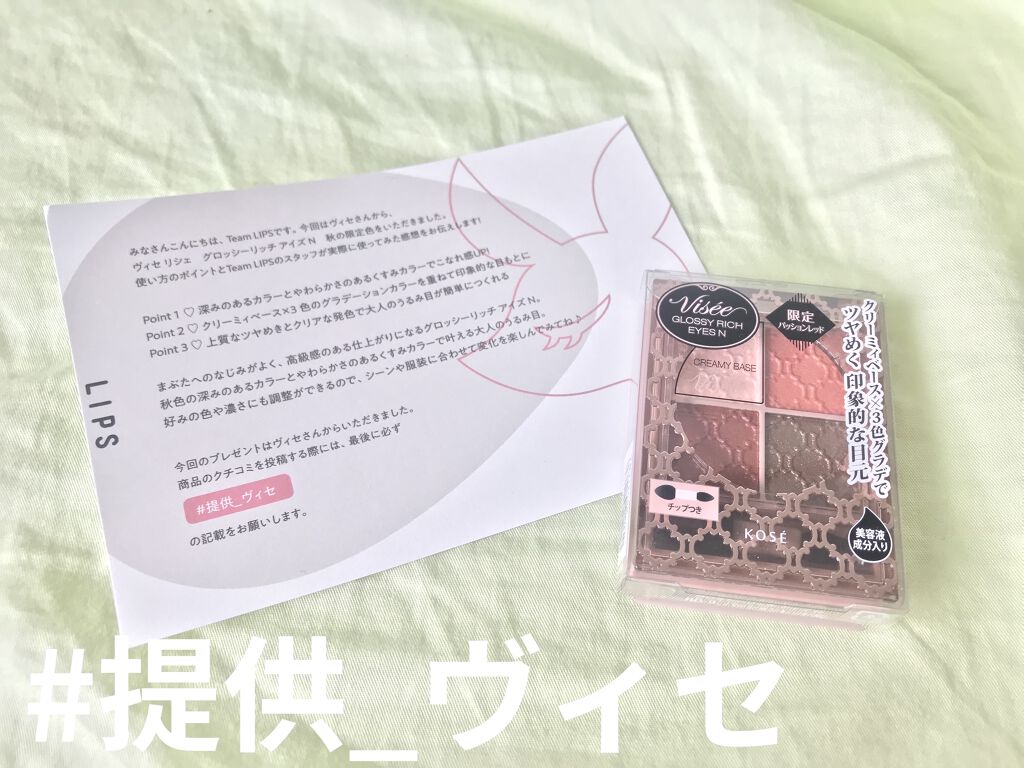 みなさんこんにちは、Team LIPSです。今回はヴィセさんから、
ヴィセ リシェ　グロッシーリッチ アイズ N　秋の限定色をいただきました。
使い方のポイントとTeam LIPSのスタッフが実際に使ってみた感想をお伝えします!
Point 1 ♡ 深みのあるカラーとやわらかさのあるくすみカラーでこなれ感UP!
Point 2 ♡ クリーミィベース×3 色のグラデーションカラーを重ねて印象的な目もとに
Point 3 ♡ 上質なツヤめきとクリアな発色で大人のうるみ目が簡単につくれる
まぶたへのなじみがよく、高級感のある仕上がりになるグロッシーリッチ アイズ N。
秋色の深みのあるカラーとやわらかさのあるくすみカラーで叶える大人のうるみ目。
好みの色や濃さにも調整ができるので、シーンや服装に合わせて変化を楽しんでみてね♪
今回のプレゼントはヴィセさんからいただきました。
商品のクチコミを投稿する際には、最後に必ず
#提供_ヴィセ
の記載をお願いします。
LIPS
Visée
GLOSSY RICH
EYES N
限定
パッションレッド
CREAMY BASE
クリーミィベース×3色グラデで
ツヤめく印象的な目元
チップつき
KOSÉ
美容液
成分入り
#提供_ヴィセ